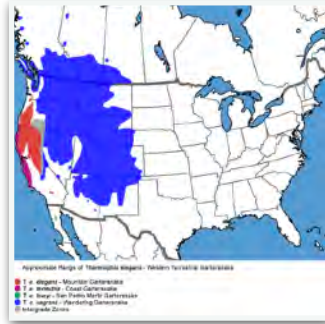 Approximate Range of Thamnophis elegans - Western Terrestrial Gartersnake
T. e. elegans - Mountain Gartersnake
T. e. terrestris - Coast Gartersnake
T. e. hueyi - San Pedro Martir Gartersnake
T. e. vagrans - Wandering Gartersnake
Intergrade Zones